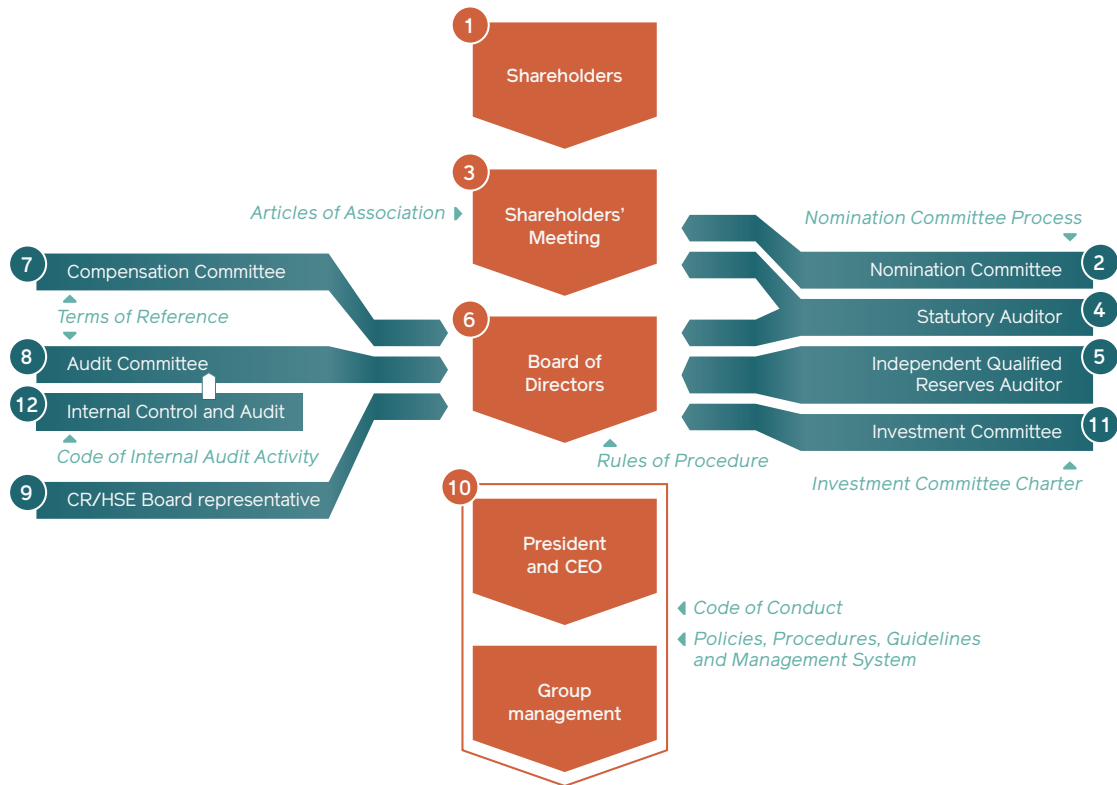 1
Shareholders
3
Shareholders’
Meeting
Articles of Association
Nomination Committee Process
7
Compensation Committee
2
Nomination Committee
Terms of Reference
6
Board of
Directors
4
Statutory Auditor
8
Audit Committee
5
Independent Qualified
Reserves Auditor
12
Internal Control and Audit
11
Investment Committee
Code of Internal Audit Activity
Rules of Procedure
Investment Committee Charter
9
CR/HSE Board representative
10
President
and CEO
Code of Conduct
Policies, Procedures, Guidelines
and Management System
Group
management